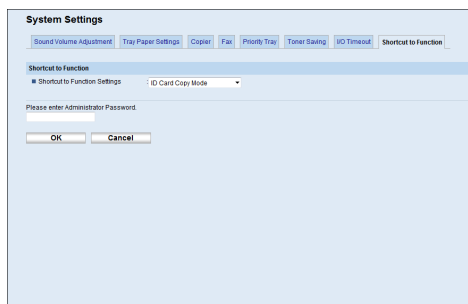 System Settings
Sound Volume Adjustment Tray Paper Settings Copier Fax Priority Tray Toner Saving I/O Timeout Shortcut to Function
Shortcut to Function
Shortcut to Function Settings : ID Card Copy Mode
Please enter Administrator Password.
OK Cancel